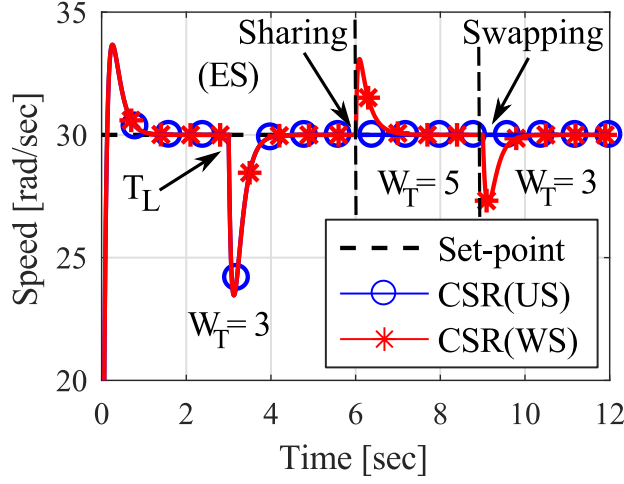 Sharing
Swapping
(ES)
35
30
25
20
Speed [rad/sec]
T_L
W_T= 3
W_T= 5
W_T= 3
Set-point
CSR(US)
CSR(WS)
0
2
4
6
8
10
12
Time [sec]